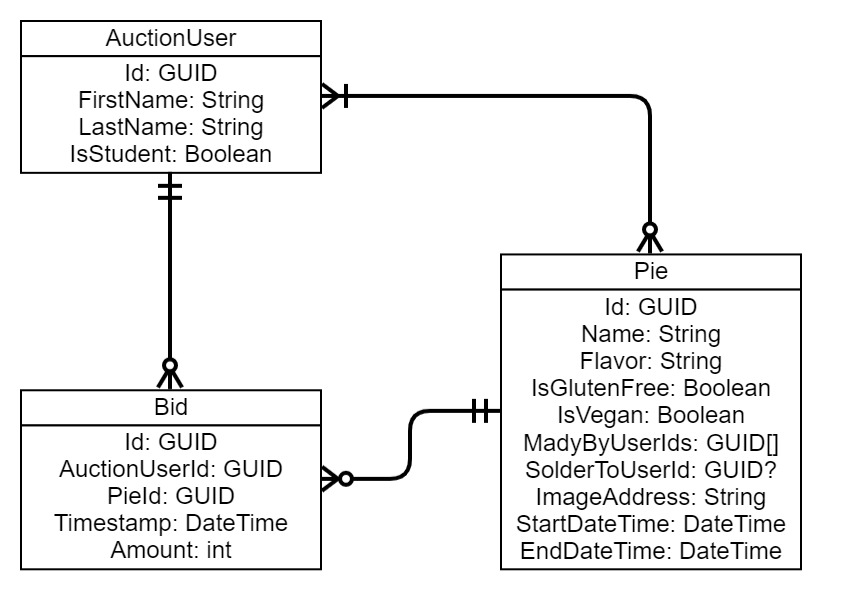 AuctionUser
Id: GUID
FirstName: String
LastName: String
IsStudent: Boolean
Pie
Id: GUID
Name: String
Flavor: String
IsGlutenFree: Boolean
IsVegan: Boolean
MadyByUserIds: GUID[]
SolderToUserId: GUID?
ImageAddress: String
StartDateTime: DateTime
EndDateTime: DateTime
Bid
Id: GUID
AuctionUserId: GUID
PieId: GUID
Timestamp: DateTime
Amount: int